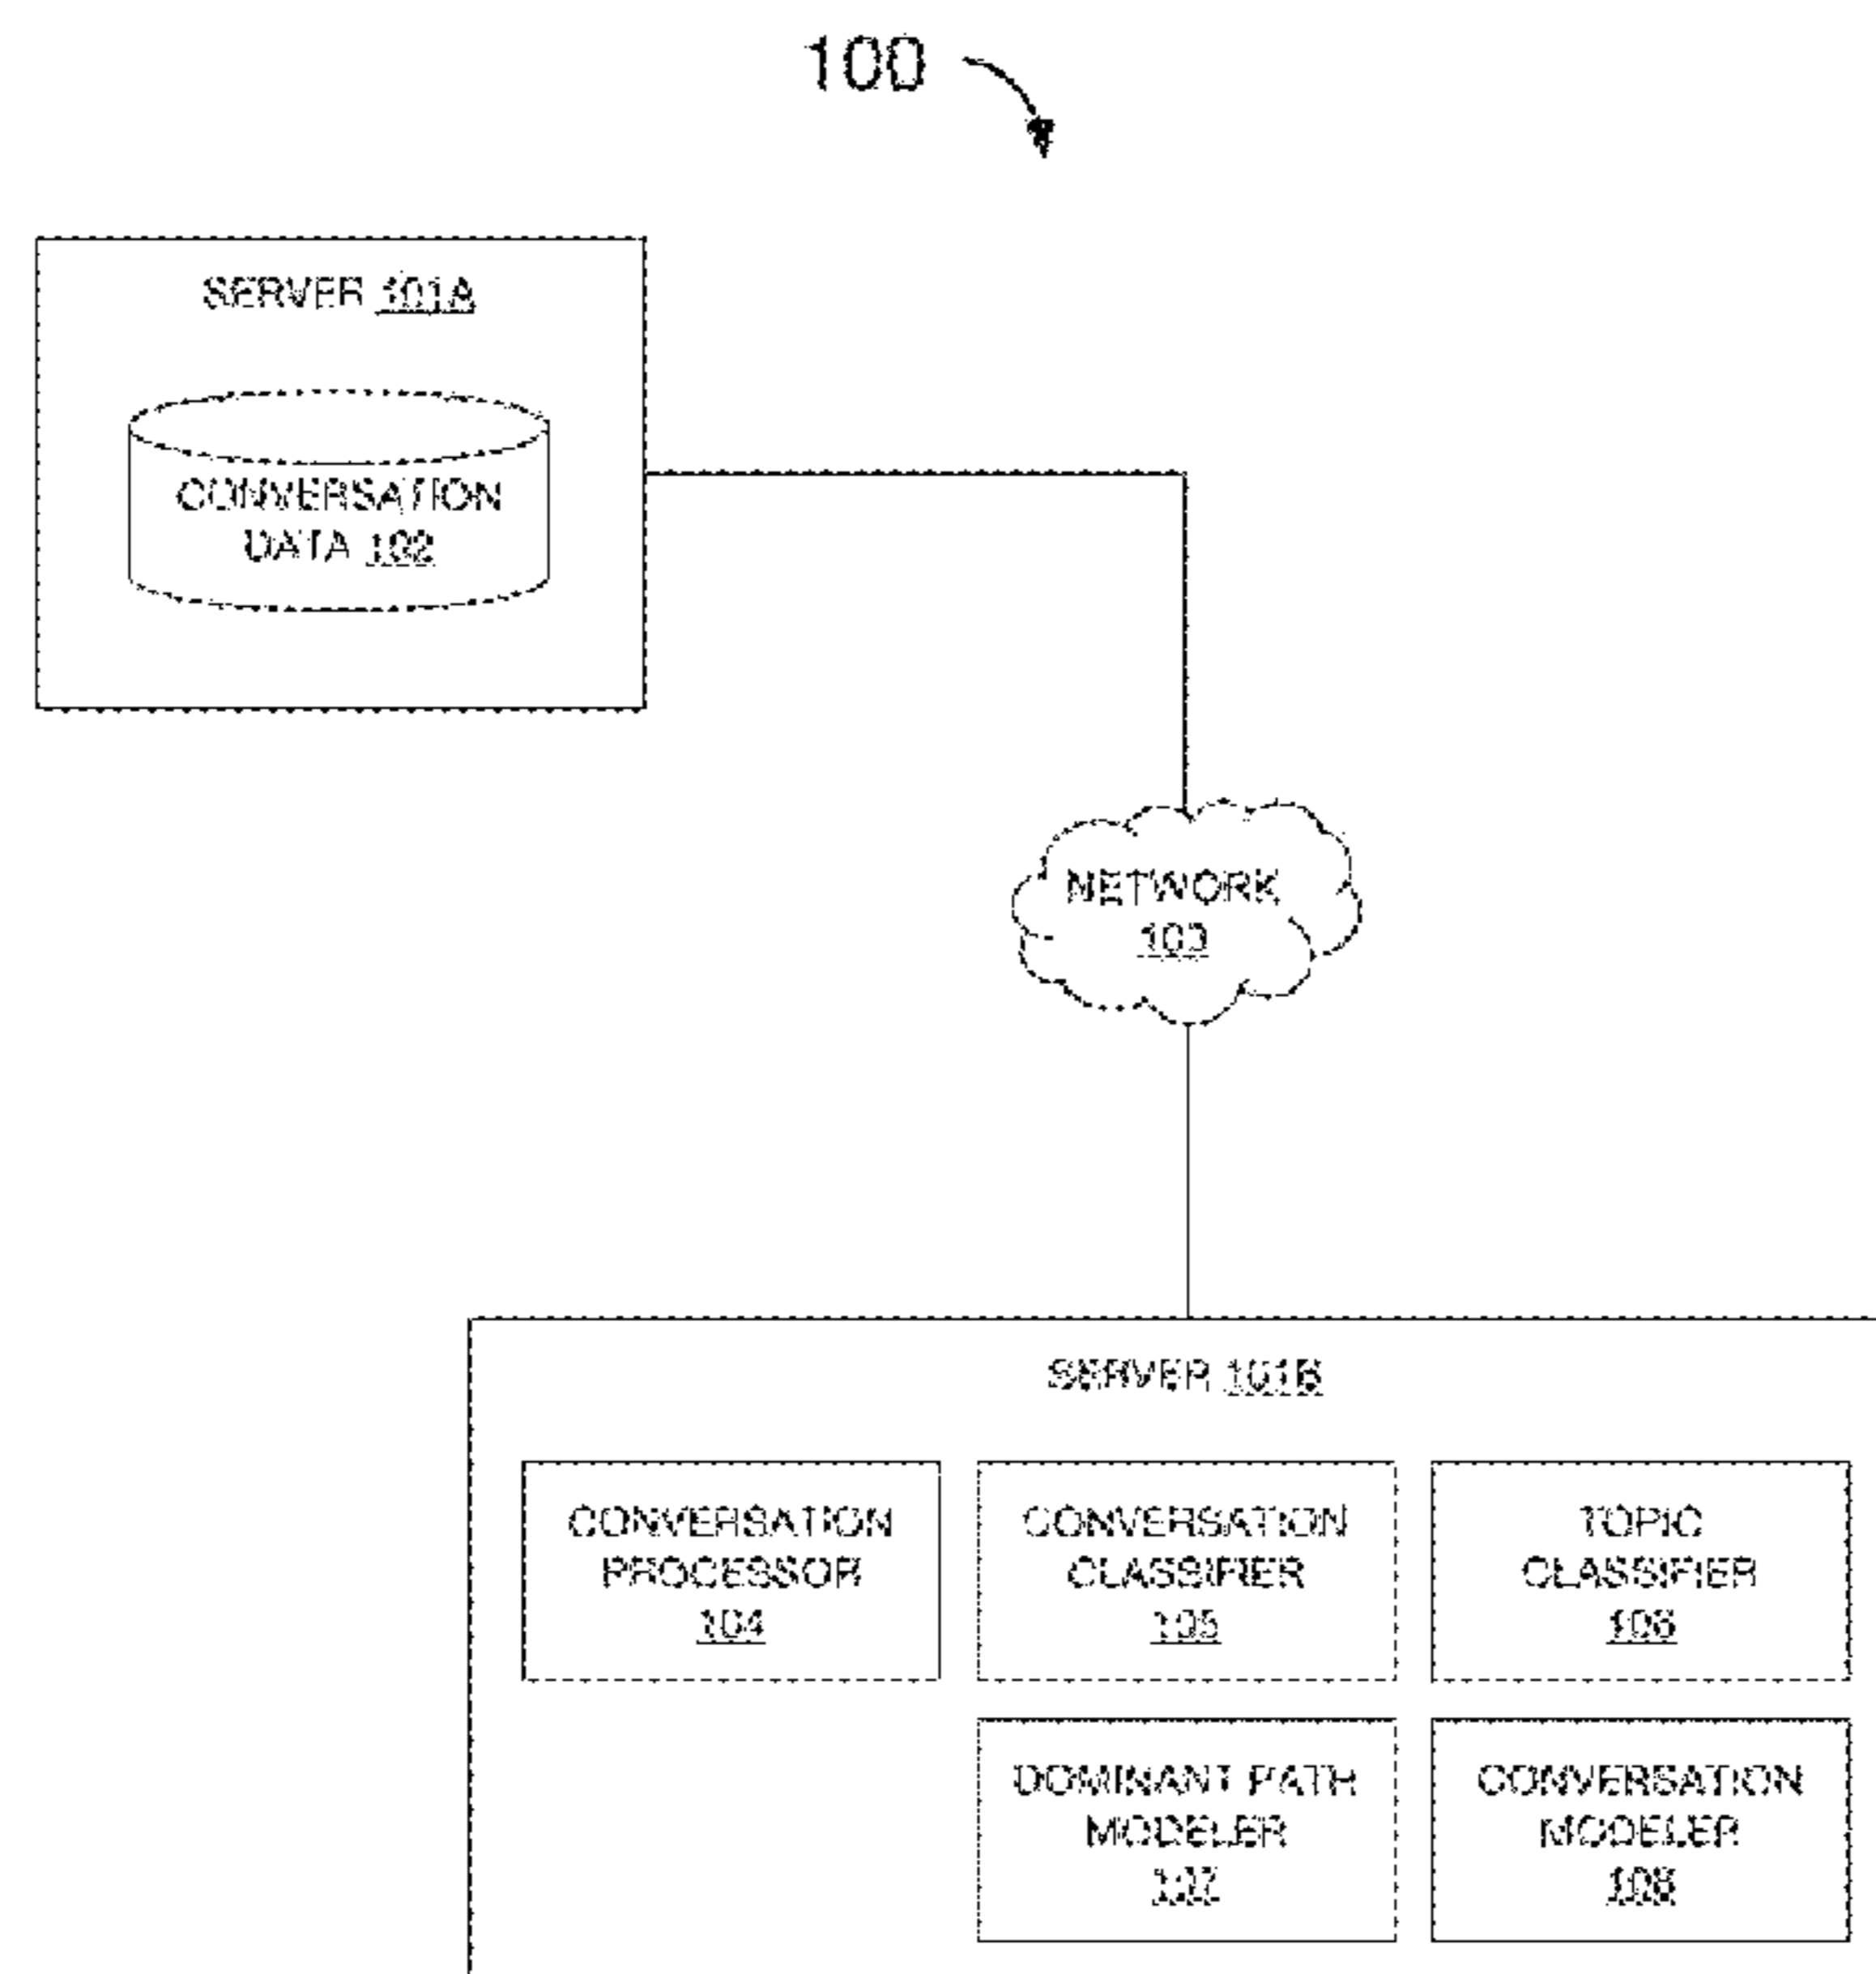 100
SERVER 101A
CONVERSATION
DATA 102
NETWORK
103
SERVER 101B
CONVERSATION
PROCESSOR
104
CONVERSATION
CLASSIFIER
105
TOPIC
CLASSIFIER
106
DOMINANT PATH
MODELER
107
CONVERSATION
MODELER
108